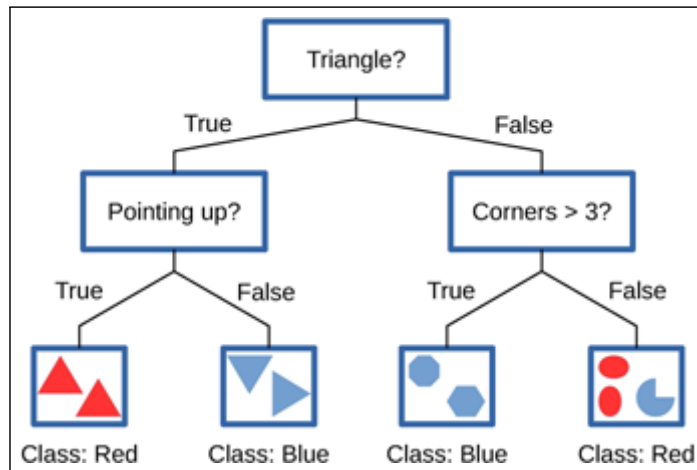 Triangle?
True
False
Pointing up?
Corners > 3?
True
False
True
False
Class: Red
Class: Blue
Class: Blue
Class: Red